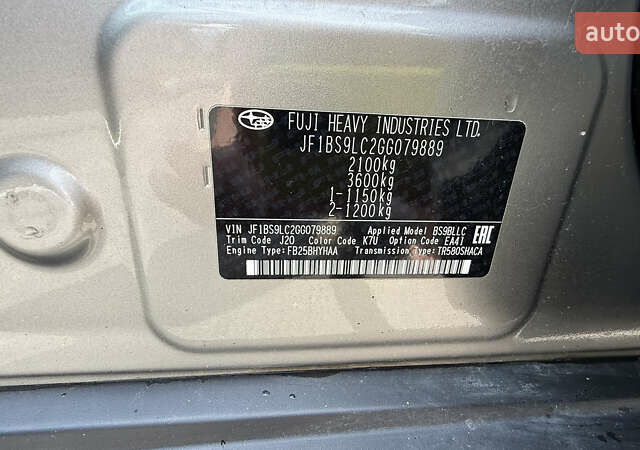 auto
FUJI HEAVY INDUSTRIES LTD.
JF1BS9LC2GG079889
2100kg
3600kg
1-1150kg
2-1200kg
VIN JF1BS9LC2GG079889 Applied Model BS9BLLC
Trim Code J20 Color Code K7U Option Code EA4T
Engine Type: FB25BHYHAA Transmission Type: TR580SHACA
EAC